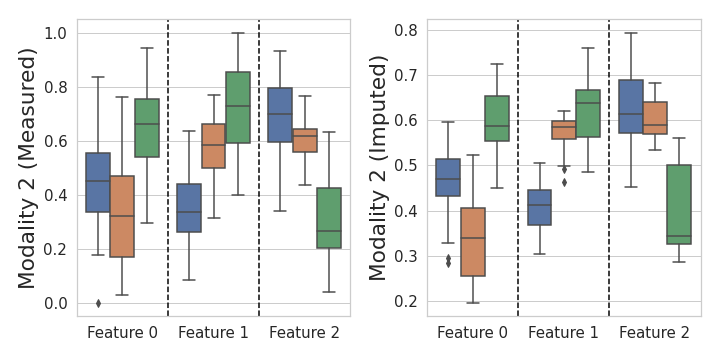 Modality 2 (Measured)
1.0
0.8
0.6
0.4
0.2
0.0
Feature 0
Feature 1
Feature 2
Modality 2 (Imputed)
0.8
0.7
0.6
0.5
0.4
0.3
0.2
Feature 0
Feature 1
Feature 2